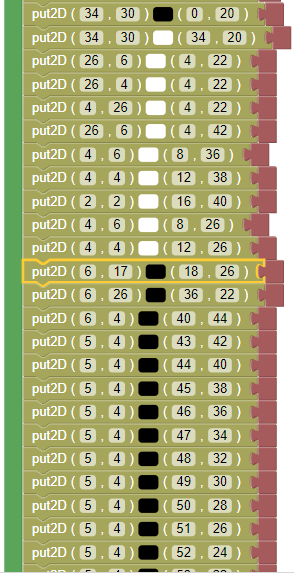 put2D ( 34 , 30 ) ( 0 , 20 )
put2D ( 34 , 30 ) ( 34 , 20 )
put2D ( 26 , 6 ) ( 4 , 22 )
put2D ( 26 , 4 ) ( 4 , 22 )
put2D ( 4 , 26 ) ( 4 , 22 )
put2D ( 26 , 6 ) ( 4 , 42 )
put2D ( 4 , 6 ) ( 8 , 36 )
put2D ( 4 , 4 ) ( 12 , 38 )
put2D ( 2 , 2 ) ( 16 , 40 )
put2D ( 4 , 6 ) ( 8 , 26 )
put2D ( 4 , 4 ) ( 12 , 26 )
put2D ( 6 , 17 ) ( 18 , 26 )
put2D ( 6 , 26 ) ( 36 , 22 )
put2D ( 6 , 4 ) ( 40 , 44 )
put2D ( 5 , 4 ) ( 43 , 42 )
put2D ( 5 , 4 ) ( 44 , 40 )
put2D ( 5 , 4 ) ( 45 , 38 )
put2D ( 5 , 4 ) ( 46 , 36 )
put2D ( 5 , 4 ) ( 47 , 34 )
put2D ( 5 , 4 ) ( 48 , 32 )
put2D ( 5 , 4 ) ( 49 , 30 )
put2D ( 5 , 4 ) ( 50 , 28 )
put2D ( 5 , 4 ) ( 51 , 26 )
put2D ( 5 , 4 ) ( 52 , 24 )